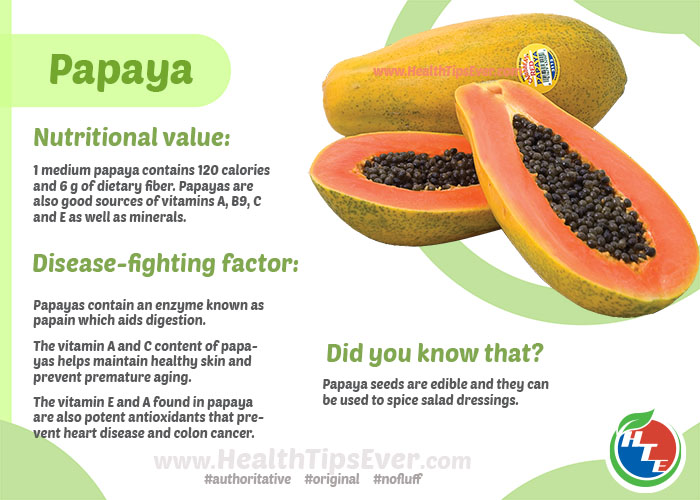 Papaya
www.HealthTipsEver.com
Nutritional value:
1 medium papaya contains 120 calories
and 6 g of dietary fiber. Papayas are
also good sources of vitamins A, B9, C
and E as well as minerals.
Disease-fighting factor:
Papayas contain an enzyme known as
papain which aids digestion.
The vitamin A and C content of papa-
yas helps maintain healthy skin and
prevent premature aging.
The vitamin E and A found in papaya
are also potent antioxidants that pre-
vent heart disease and colon cancer.
Did you know that?
Papaya seeds are edible and they can
be used to spice salad dressings.
www.HealthTipsEver.com
#authoritative #original #nofluff
HTE